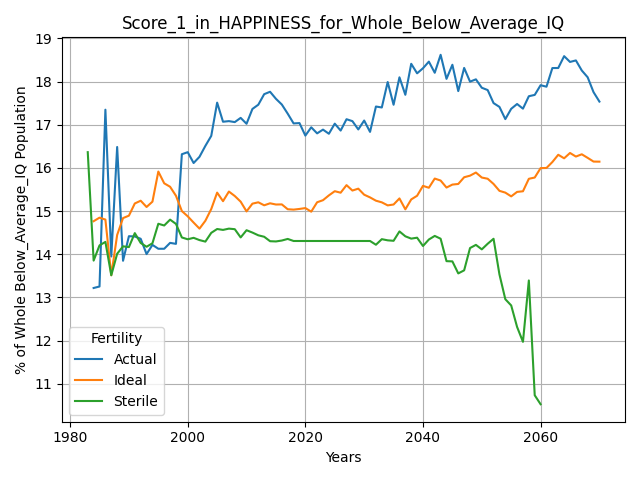 Score_1_in_HAPPINESS_for_Whole_Below_Average_IQ
% of Whole Below_Average_IQ Population
19
18
17
16
15
14
13
12
11
Fertility
Actual
Ideal
Sterile
1980 2000 2020 2040 2060
Years